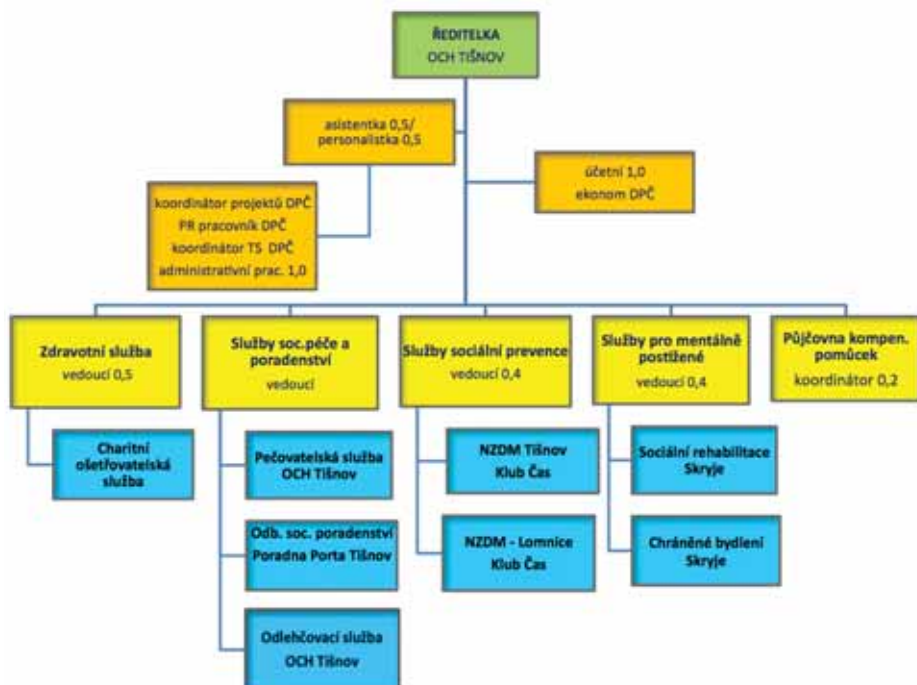 ŘEDITELKA
OCH TIŠNOV
asistentka 0,5/
personalistka 0,5
účetní 1,0
ekonom DPČ
koordinátor projektů DPČ
PR pracovník DPČ
koordinátor TS DPČ
administrativní prac. 1,0
Zdravotní služba
vedoucí 0,5
Služby soc.péče a
poradenství
vedoucí
Služby sociální prevence
vedoucí 0,4
Služby pro mentálně
postižené
vedoucí 0,4
Půjčovna kompen.
pomůcek
koordinátor 0,2
Charitní
ošetřovatelská
služba
Pečovatelská služba
OCH Tišnov
NZDM Tišnov
Klub Čas
Sociální rehabilitace
Skryje
Odb. soc. poradenství
Poradna Porta Tišnov
NZDM - Lomnice
Klub Čas
Chráněné bydlení
Skryje
Odlehčovací služba
OCH Tišnov